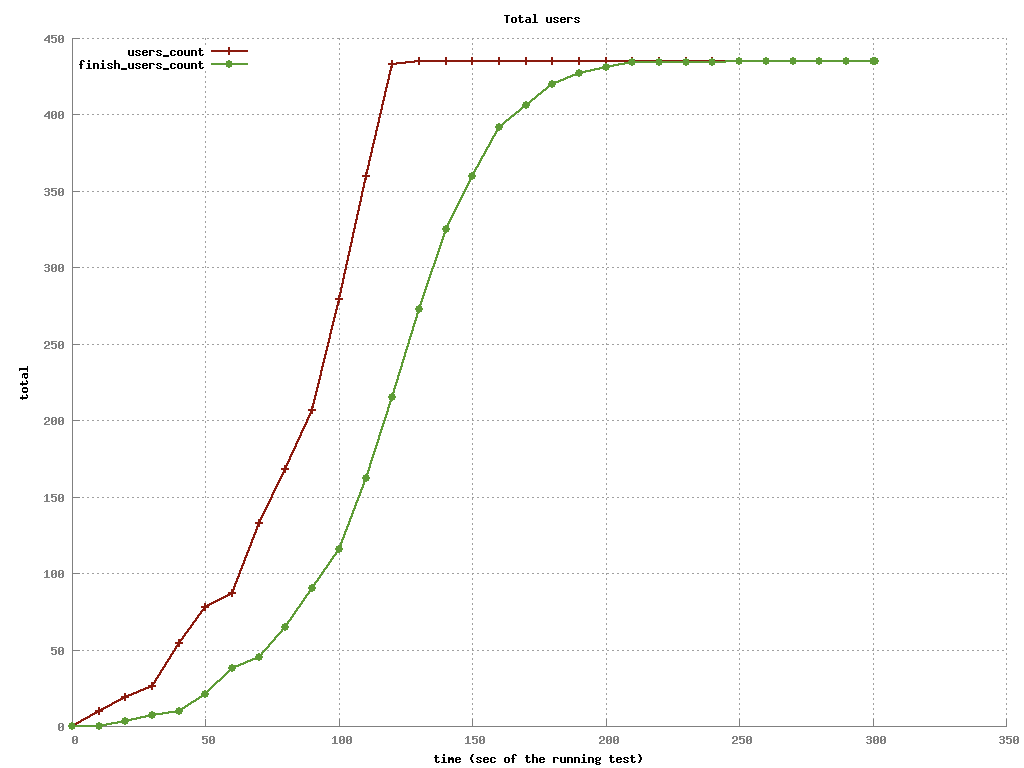 Total users
users_count
finish_users_count
450
400
350
300
250
200
150
100
50
0
total
0 50 100 150 200 250 300 350
time (sec of the running test)